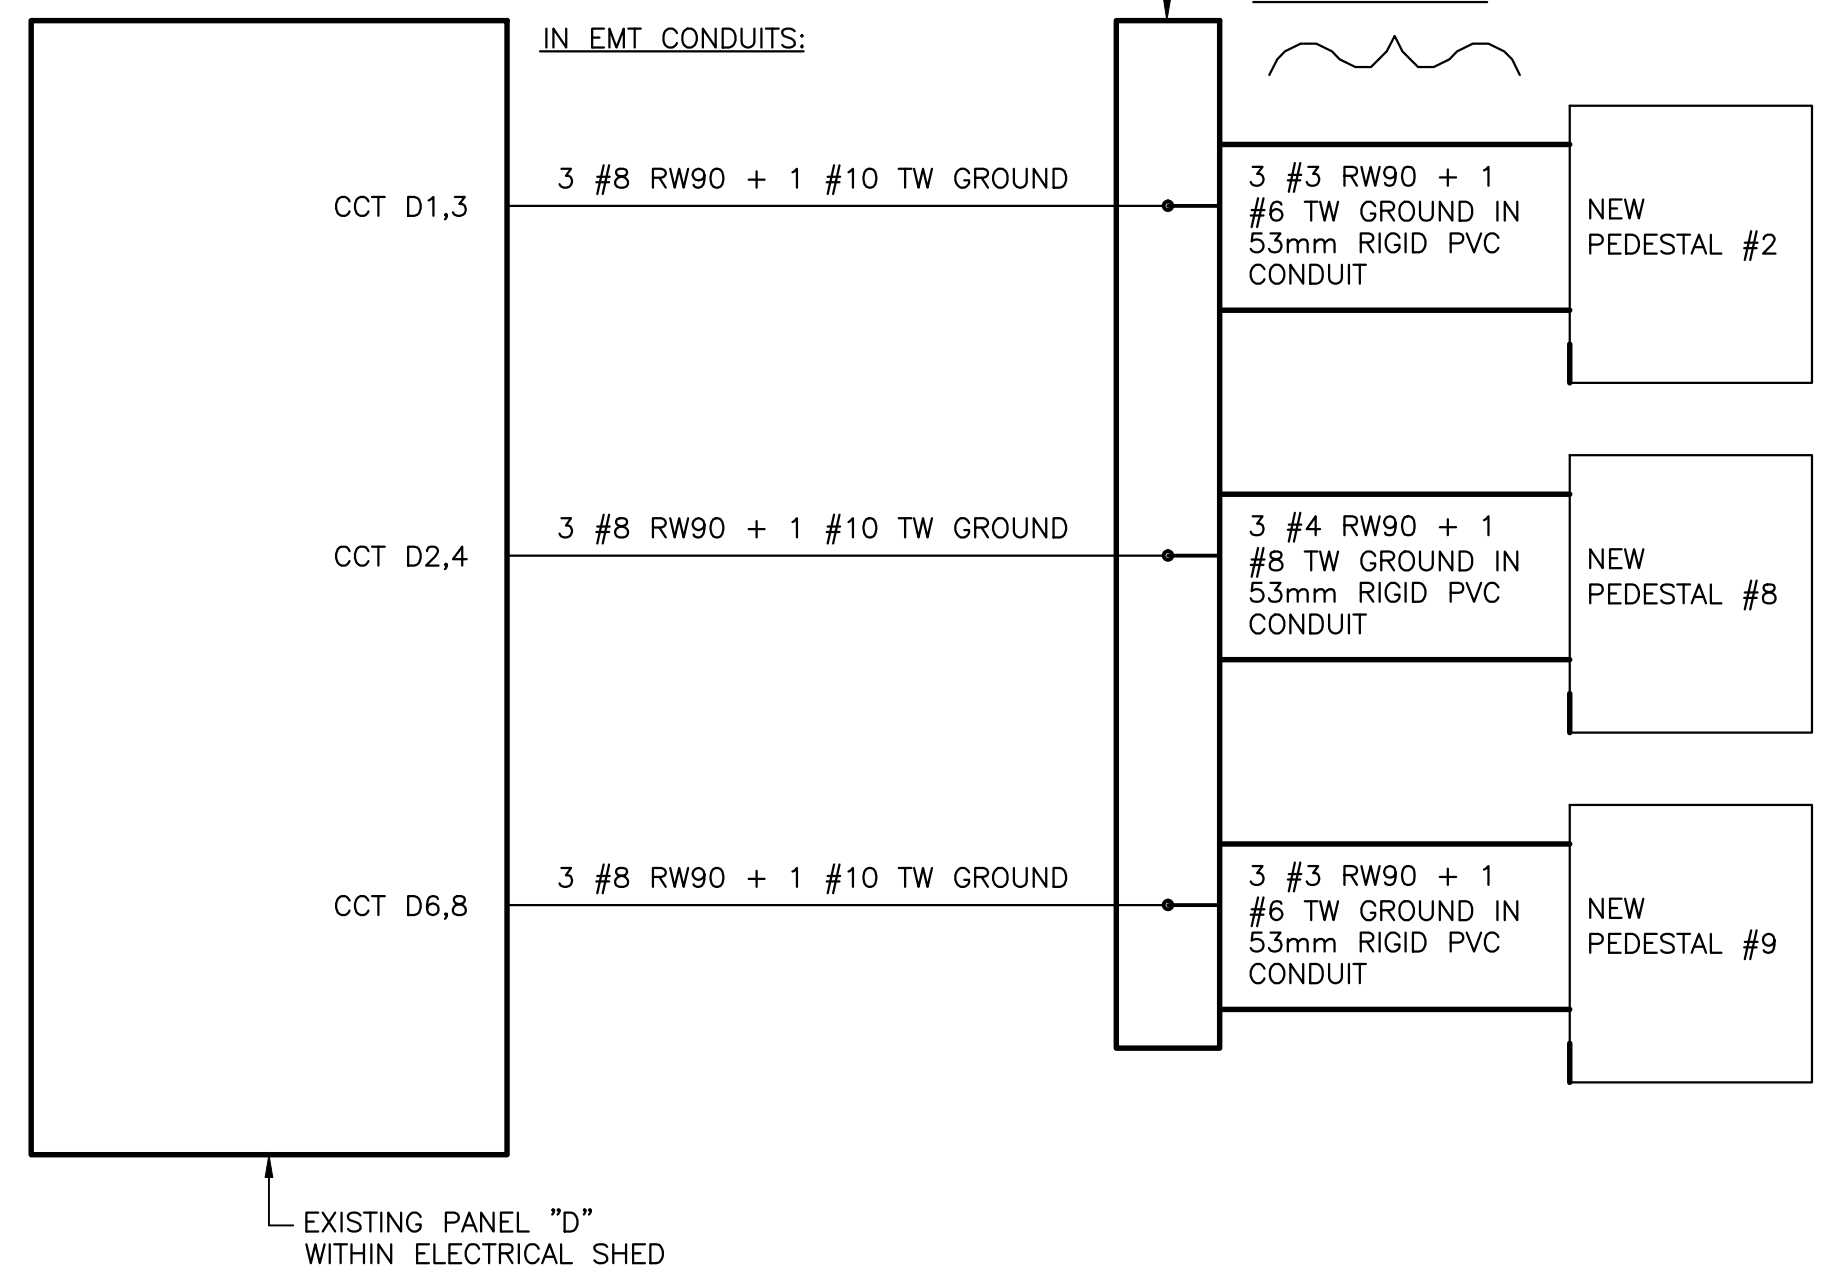 IN EMT CONDUITS:
CCT D1,3
3 #8 RW90 + 1 #10 TW GROUND
3 #3 RW90 + 1
#6 TW GROUND IN
53mm RIGID PVC
CONDUIT
NEW
PEDESTAL #2
CCT D2,4
3 #8 RW90 + 1 #10 TW GROUND
3 #4 RW90 + 1
#8 TW GROUND IN
53mm RIGID PVC
CONDUIT
NEW
PEDESTAL #8
CCT D6,8
3 #8 RW90 + 1 #10 TW GROUND
3 #3 RW90 + 1
#6 TW GROUND IN
53mm RIGID PVC
CONDUIT
NEW
PEDESTAL #9
EXISTING PANEL "D"
WITHIN ELECTRICAL SHED